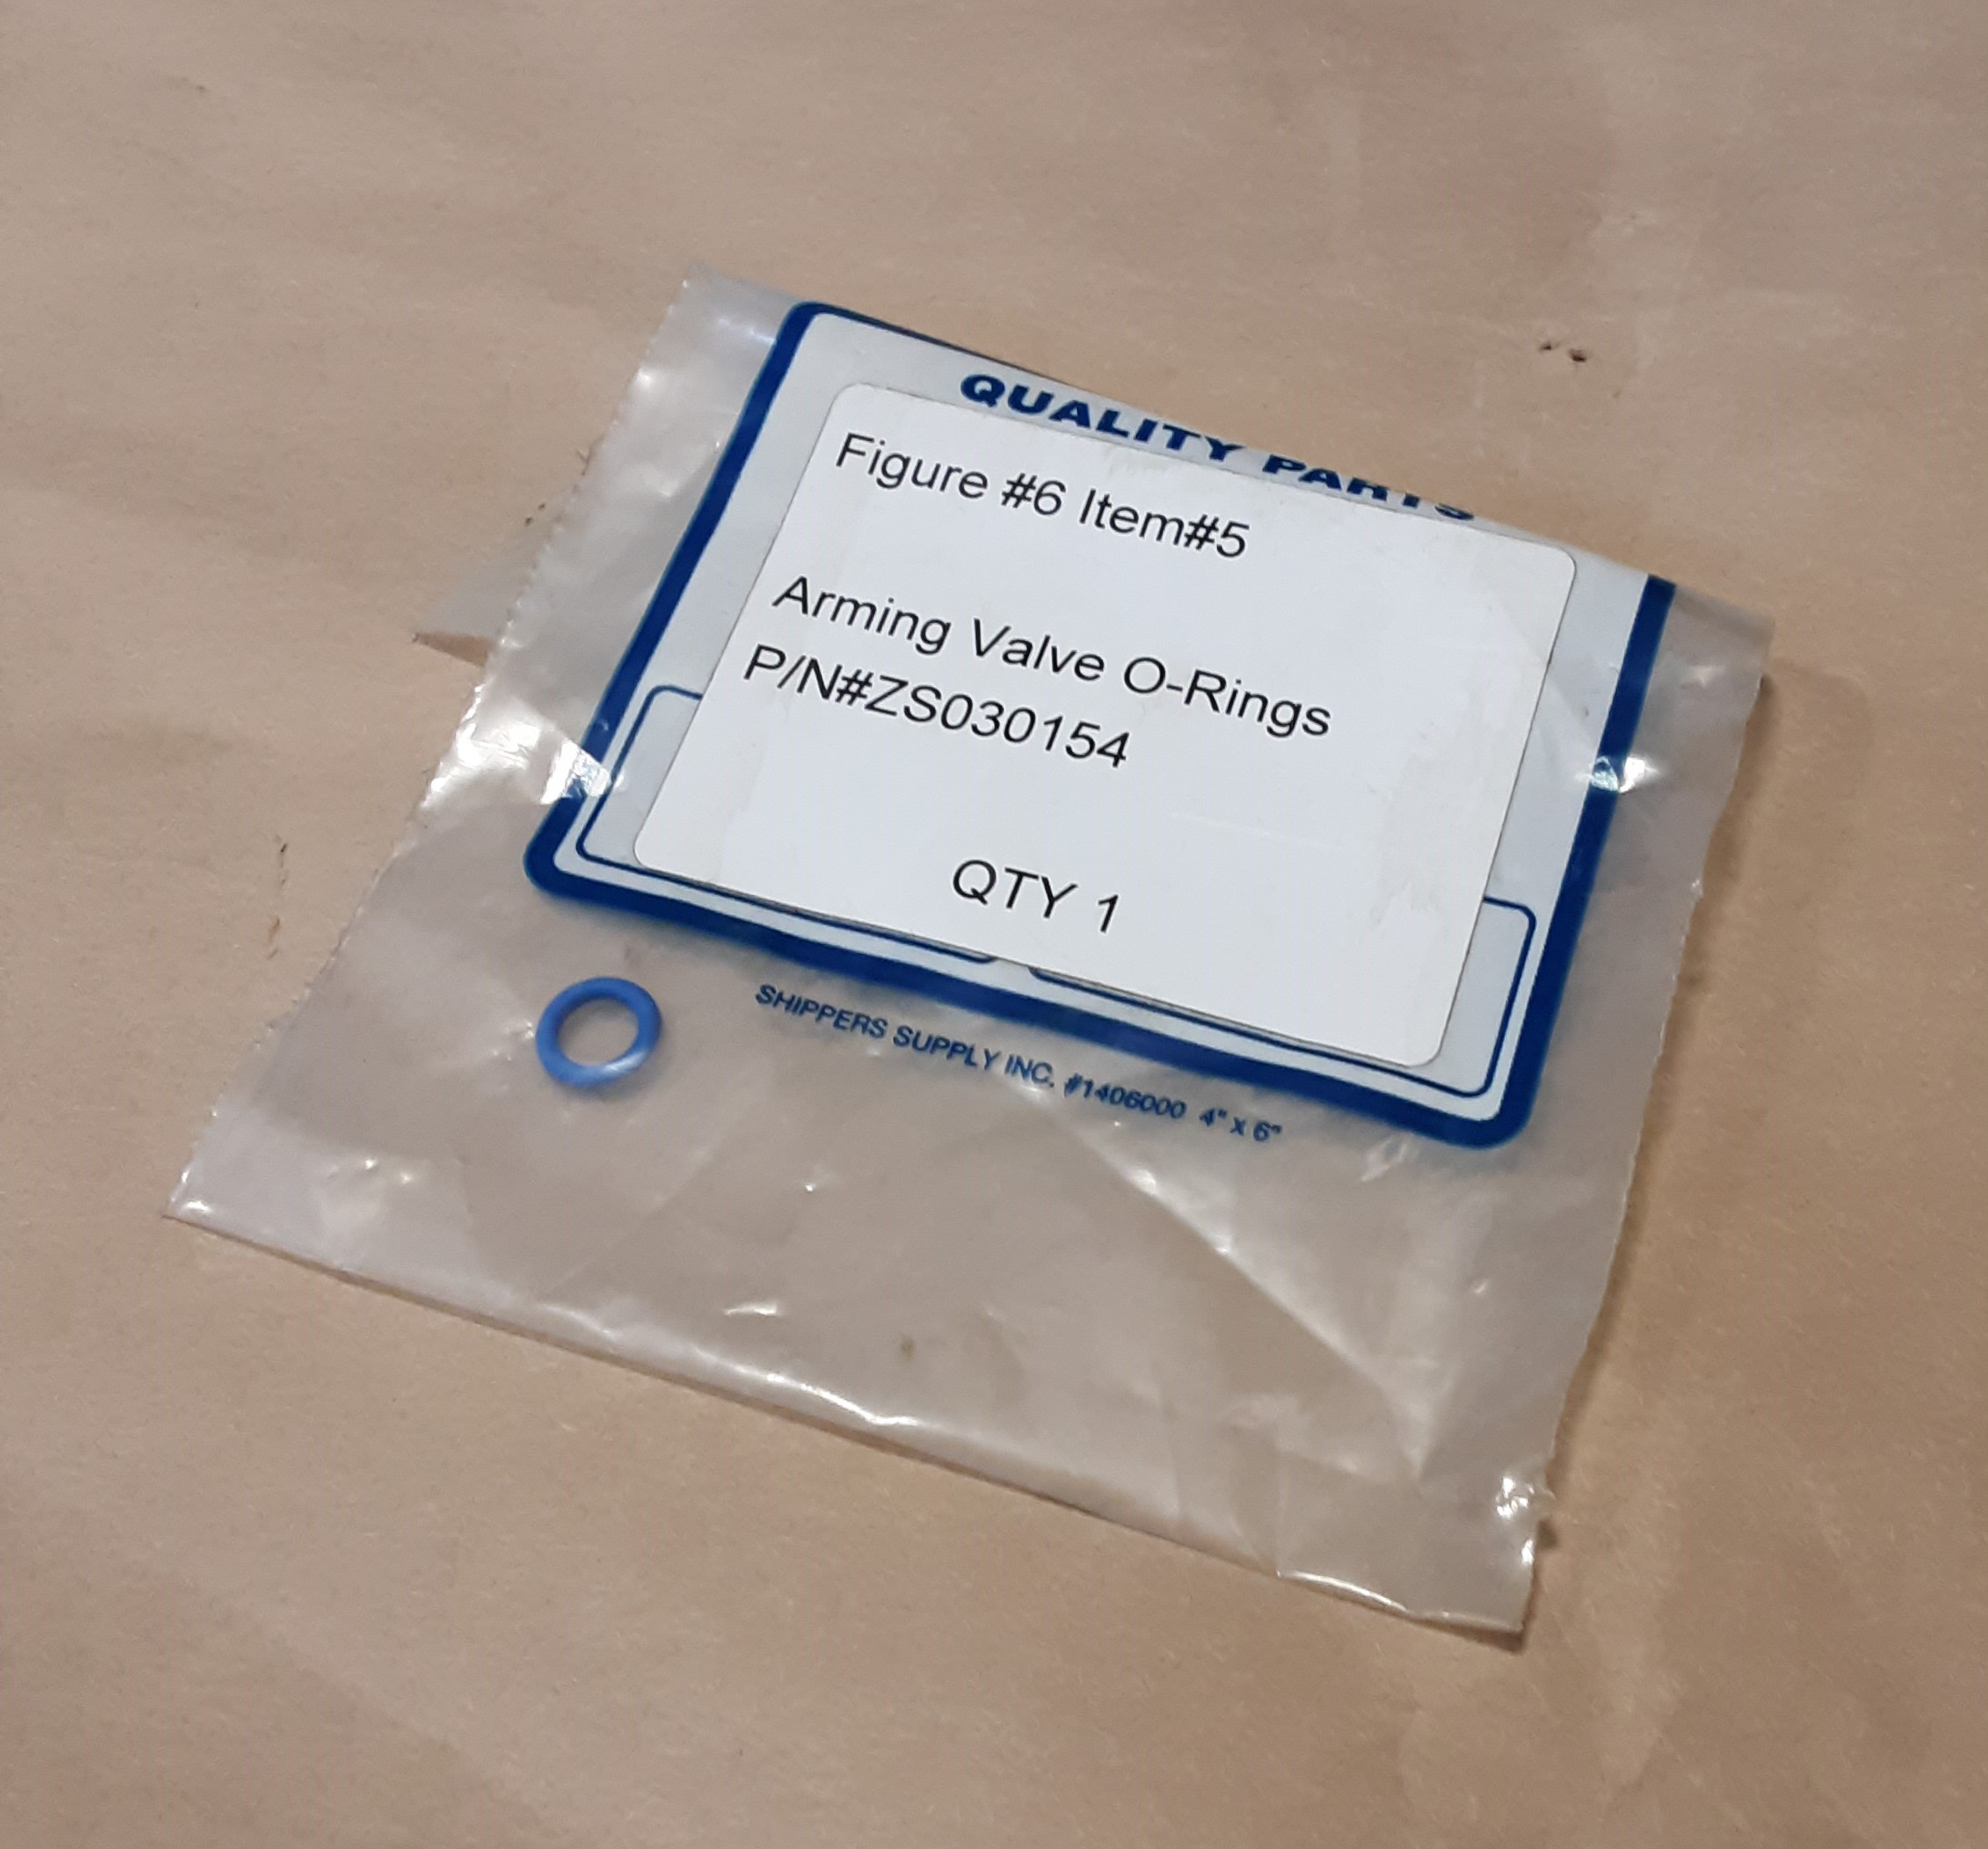 QUALITY PARTS
Figure #6 Item#5
Arming Valve O-Rings
P/N#ZS030154
QTY 1
SHIPPERS SUPPLY INC. #1406000 4" x 6"